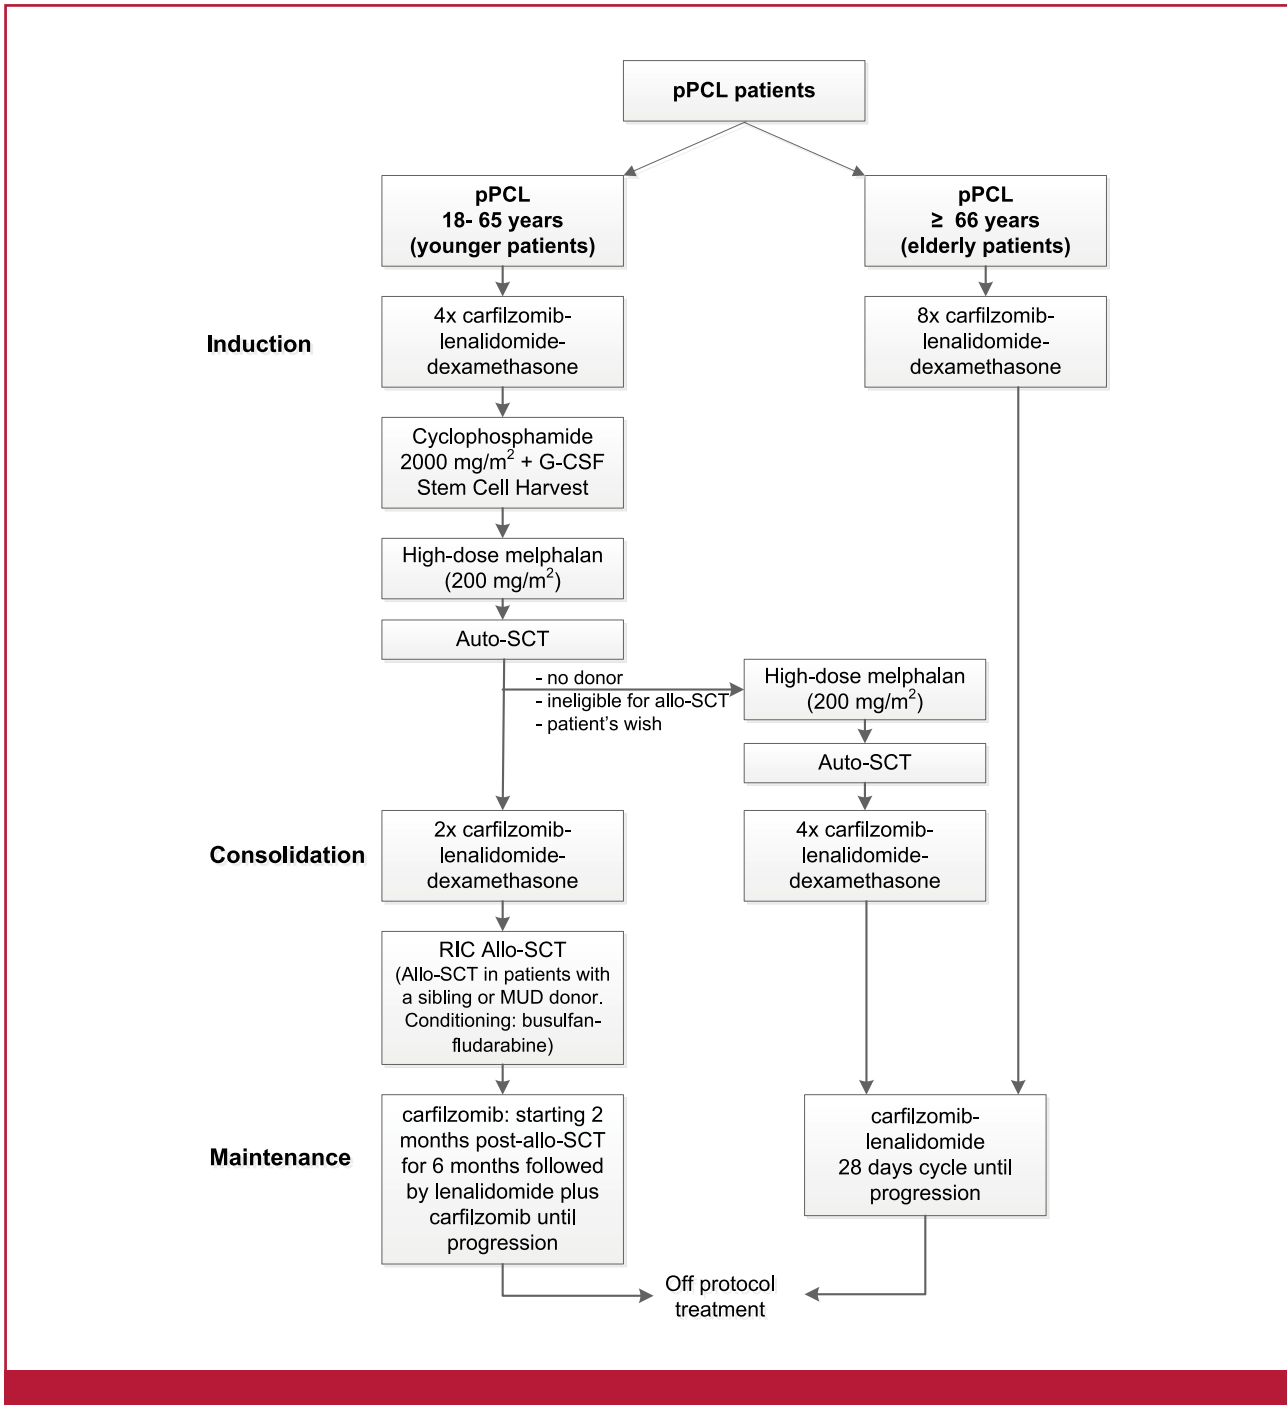 pPCL patients
pPCL
18- 65 years
(younger patients)
pPCL
≥ 66 years
(elderly patients)
Induction
4x carfilzomib-
lenalidomide-
dexamethasone
8x carfilzomib-
lenalidomide-
dexamethasone
Cyclophosphamide
2000 mg/m² + G-CSF
Stem Cell Harvest
High-dose melphalan
(200 mg/m²)
Auto-SCT
- no donor
- ineligible for allo-SCT
- patient's wish
High-dose melphalan
(200 mg/m²)
Auto-SCT
Consolidation
2x carfilzomib-
lenalidomide-
dexamethasone
4x carfilzomib-
lenalidomide-
dexamethasone
RIC Allo-SCT
(Allo-SCT in patients with
a sibling or MUD donor.
Conditioning: busulfan-
fludarabine)
Maintenance
carfilzomib: starting 2
months post-allo-SCT
for 6 months followed
by lenalidomide plus
carfilzomib until
progression
carfilzomib-
lenalidomide
28 days cycle until
progression
Off protocol
treatment